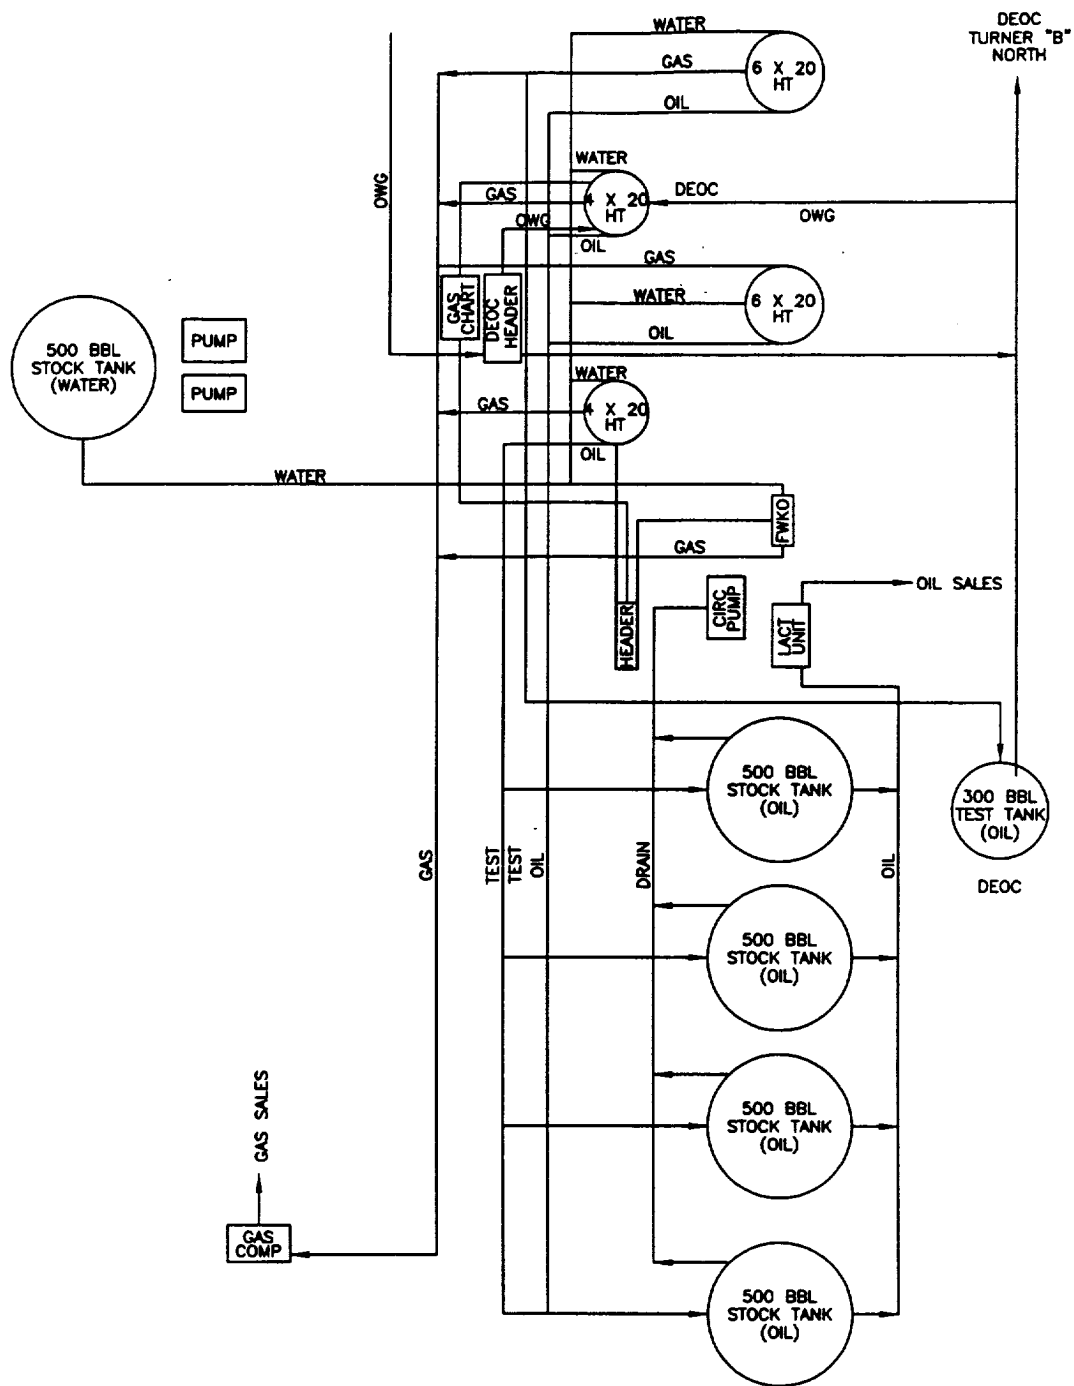 DEOC
TURNER "B"
NORTH
WATER
GAS
6 X 20
HT
OIL
WATER
OWG
GAS
4 X 20
HT
DEOC
OWG
OWG
OIL
GAS
GAS
CHART
DEOC
HEADER
WATER
6 X 20
HT
OIL
500 BBL
STOCK TANK
(WATER)
PUMP
PUMP
WATER
GAS
4 X 20
HT
OIL
WATER
FWKO
GAS
CIRC
PUMP
LACT
UNIT
OIL SALES
HEADER
500 BBL
STOCK TANK
(OIL)
300 BBL
TEST TANK
(OIL)
DEOC
GAS
TEST
TEST
OIL
DRAIN
OIL
500 BBL
STOCK TANK
(OIL)
500 BBL
STOCK TANK
(OIL)
GAS SALES
GAS
COMP
500 BBL
STOCK TANK
(OIL)